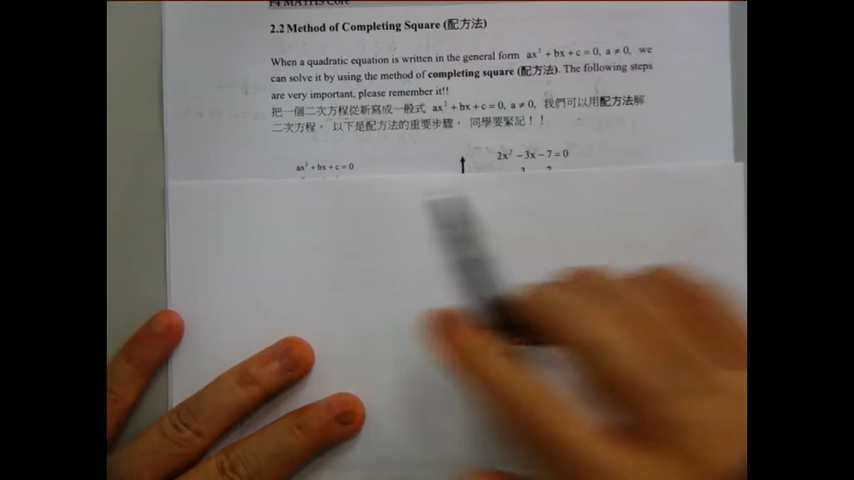 F4 MATHS Core
2.2 Method of Completing Square (配方法)
When a quadratic equation is written in the general form ax² + bx + c = 0, a ≠ 0, we
can solve it by using the method of completing square (配方法). The following steps
are very important, please remember it!!
把一個二次方程從新寫成一般式 ax² + bx + c = 0, a ≠ 0, 我們可以用配方法解
二次方程。以下是配方法的重要步驟。同學要緊記！！
ax² + bx + c = 0
2x² − 3x − 7 = 0